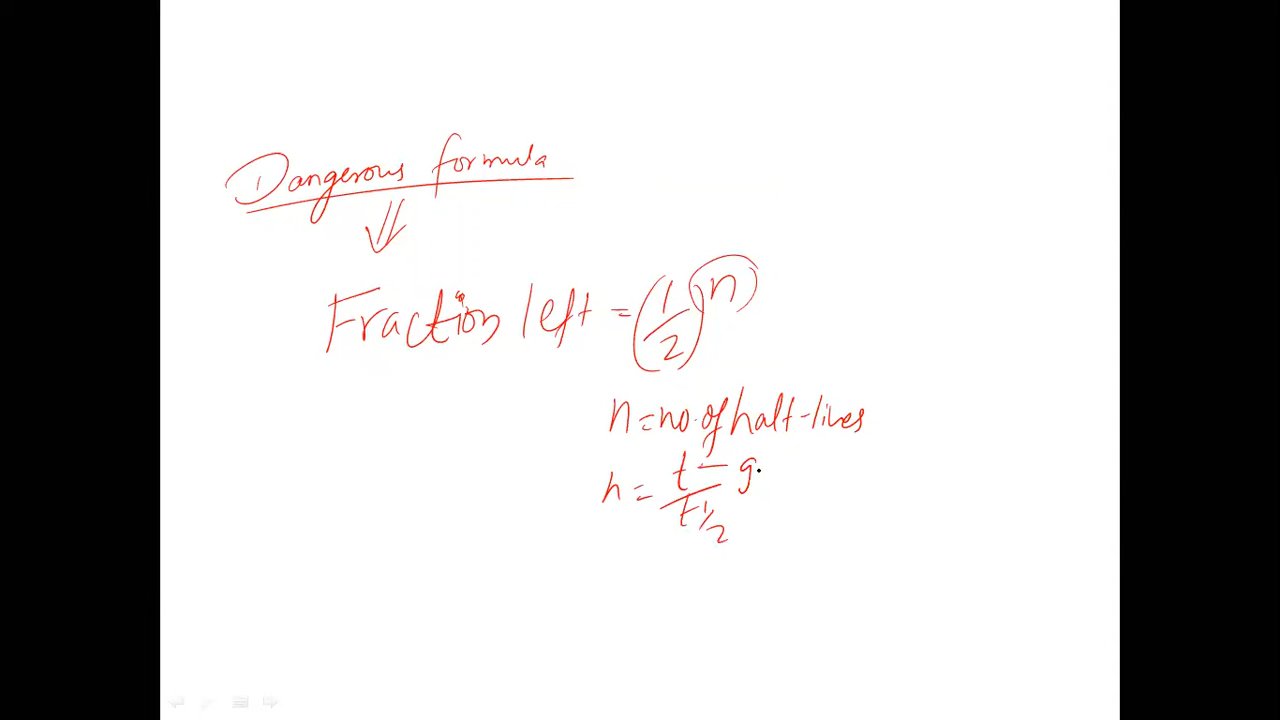 Dangerous formula
⇓
Fraction left = (1/2)^n
n = no. of half-lives
n = t/t1/2 — g